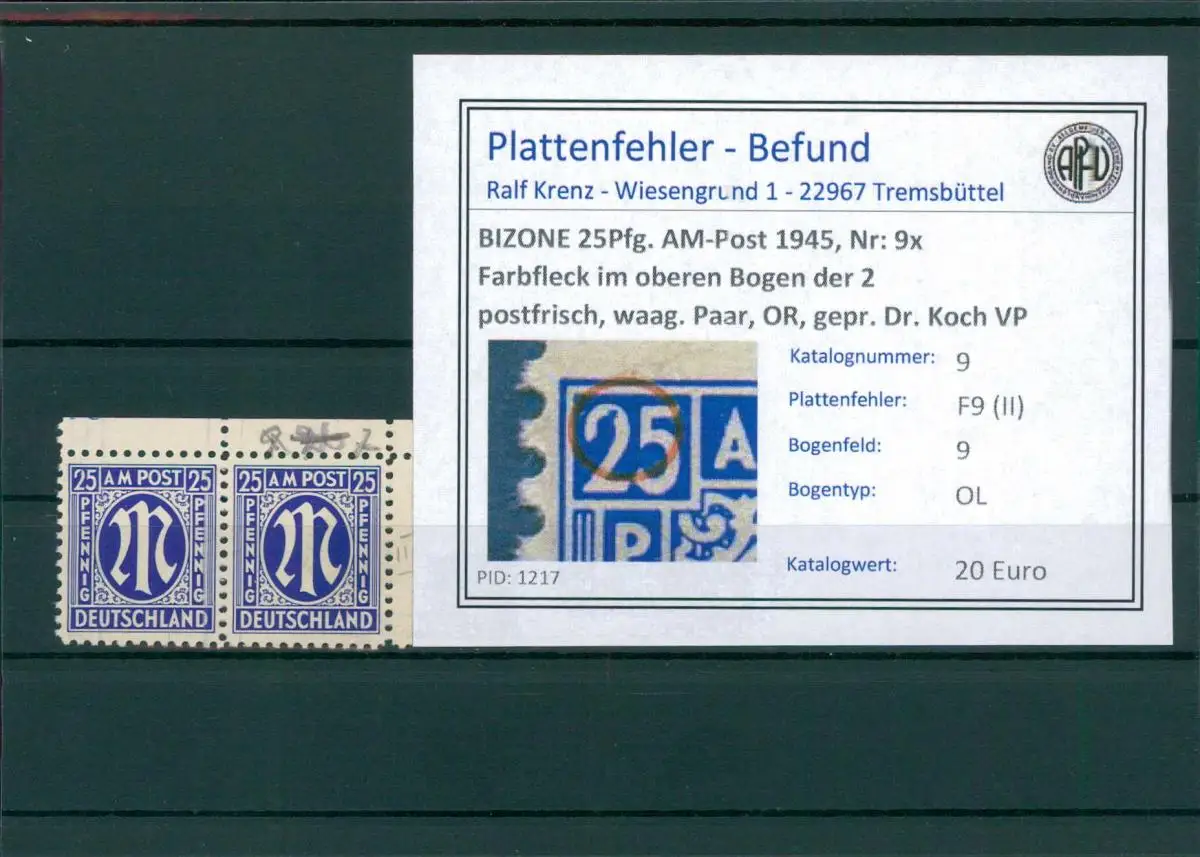 Plattenfehler - Befund
Ralf Krenz - Wiesengrund 1 - 22967 Tremsbüttel
APHV
BIZONE 25Pfg. AM-Post 1945, Nr: 9x
Farbfleck im oberen Bogen der 2
postfrisch, waag. Paar, OR, gepr. Dr. Koch VP
25 A
P
Katalognummer: 9
Plattenfehler: F9 (II)
Bogenfeld: 9
Bogentyp: OL
Katalogwert: 20 Euro
PID: 1217
25 AM POST 25
PFENNIG M PFENNIG
DEUTSCHLAND
25 AM POST 25
PFENNIG M PFENNIG
DEUTSCHLAND